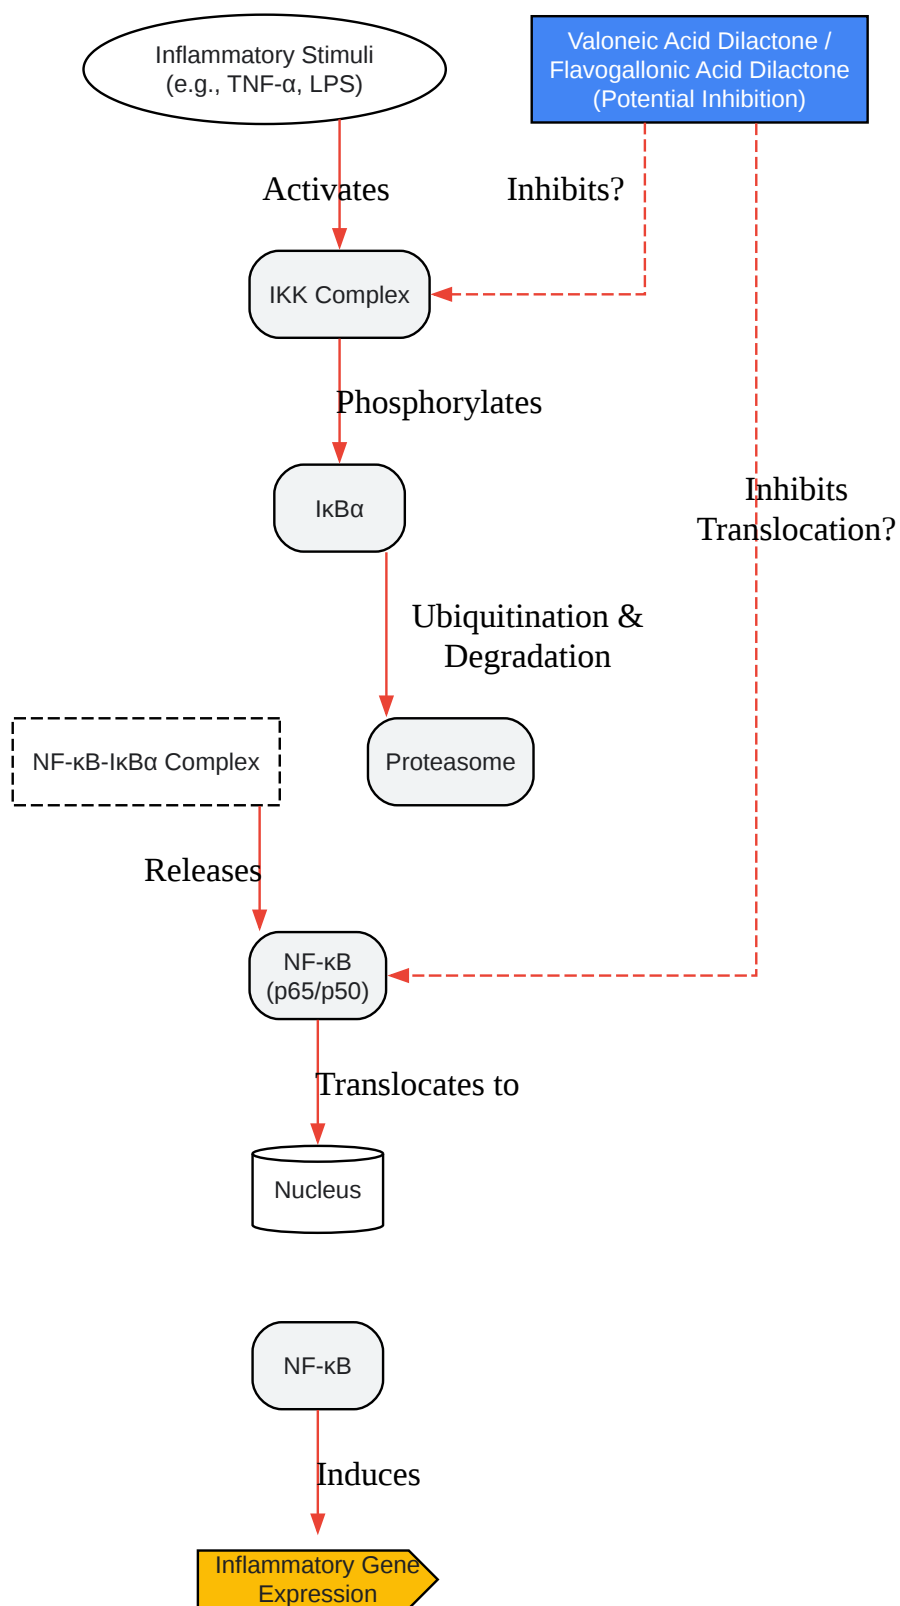 Inflammatory Stimuli
(e.g., TNF-α, LPS)
Valoneic Acid Dilactone /
Flavogallonic Acid Dilactone
(Potential Inhibition)
Activates
Inhibits?
IKK Complex
Phosphorylates
IκBα
Inhibits
Translocation?
Ubiquitination &
Degradation
NF-κB-IκBα Complex
Proteasome
Releases
NF-κB
(p65/p50)
Translocates to
Nucleus
NF-κB
Induces
Inflammatory Gene
Expression